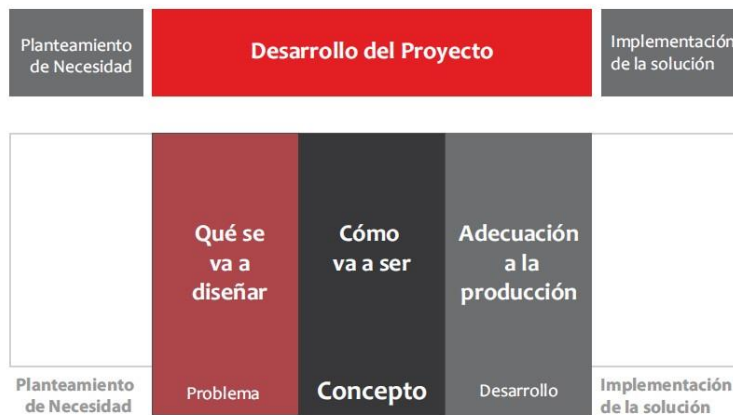 Planteamiento
de Necesidad
Desarrollo del Proyecto
Implementación
de la solución
Qué se
va a
diseñar
Cómo
va a ser
Adecuación
a la
producción
Planteamiento
de Necesidad
Problema
Concepto
Desarrollo
Implementación
de la solución